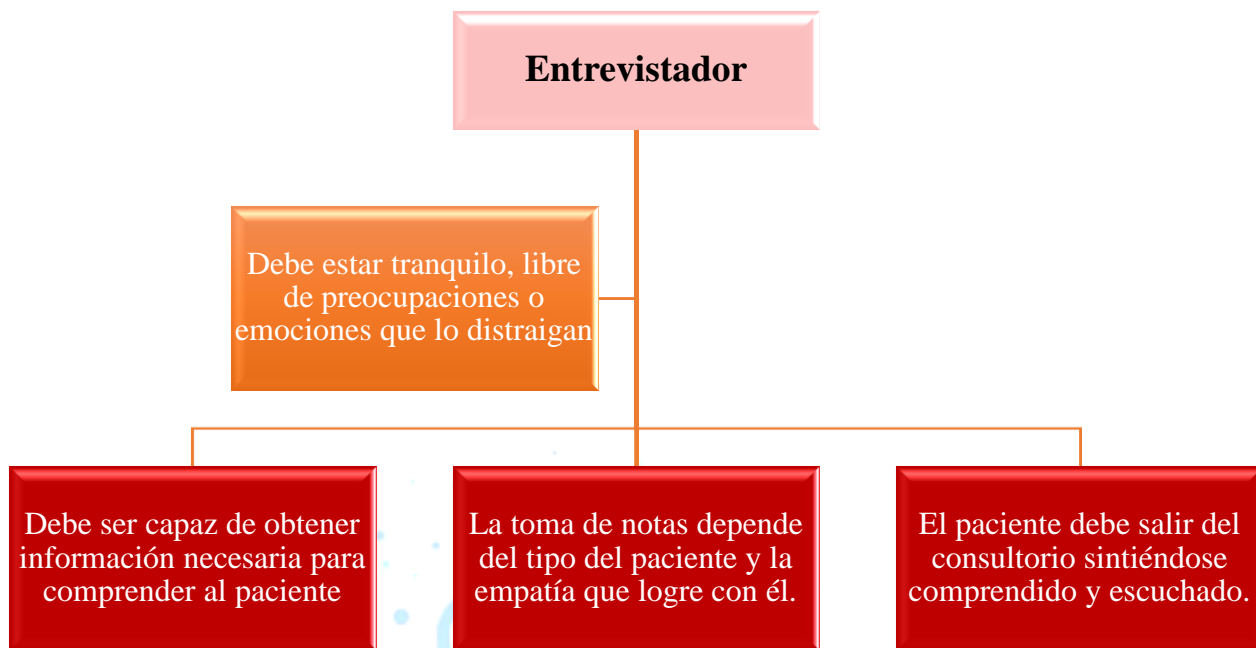 Entrevistador
Debe estar tranquilo, libre
de preocupaciones o
emociones que lo distraigan
Debe ser capaz de obtener
información necesaria para
comprender al paciente
La toma de notas depende
del tipo del paciente y la
empatía que logre con él.
El paciente debe salir del
consultorio sintiéndose
comprendido y escuchado.